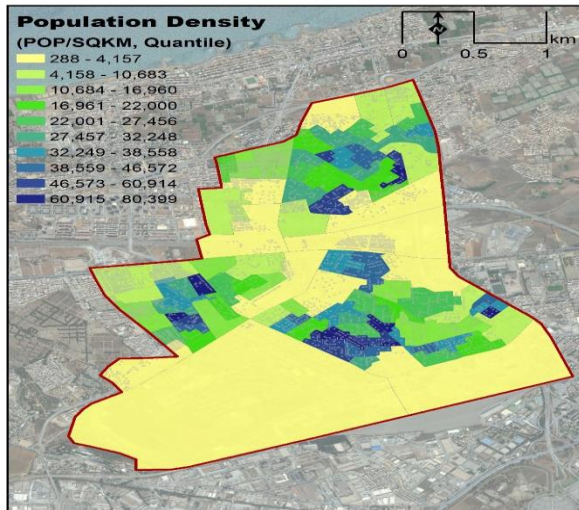 Population Density
(POP/SQKM, Quantile)
288 - 4,157
4,158 - 10,683
10,684 - 16,960
16,961 - 22,000
22,001 - 27,456
27,457 - 32,248
32,249 - 38,558
38,559 - 46,572
46,573 - 60,914
60,915 - 80,399
km
0 0.5 1